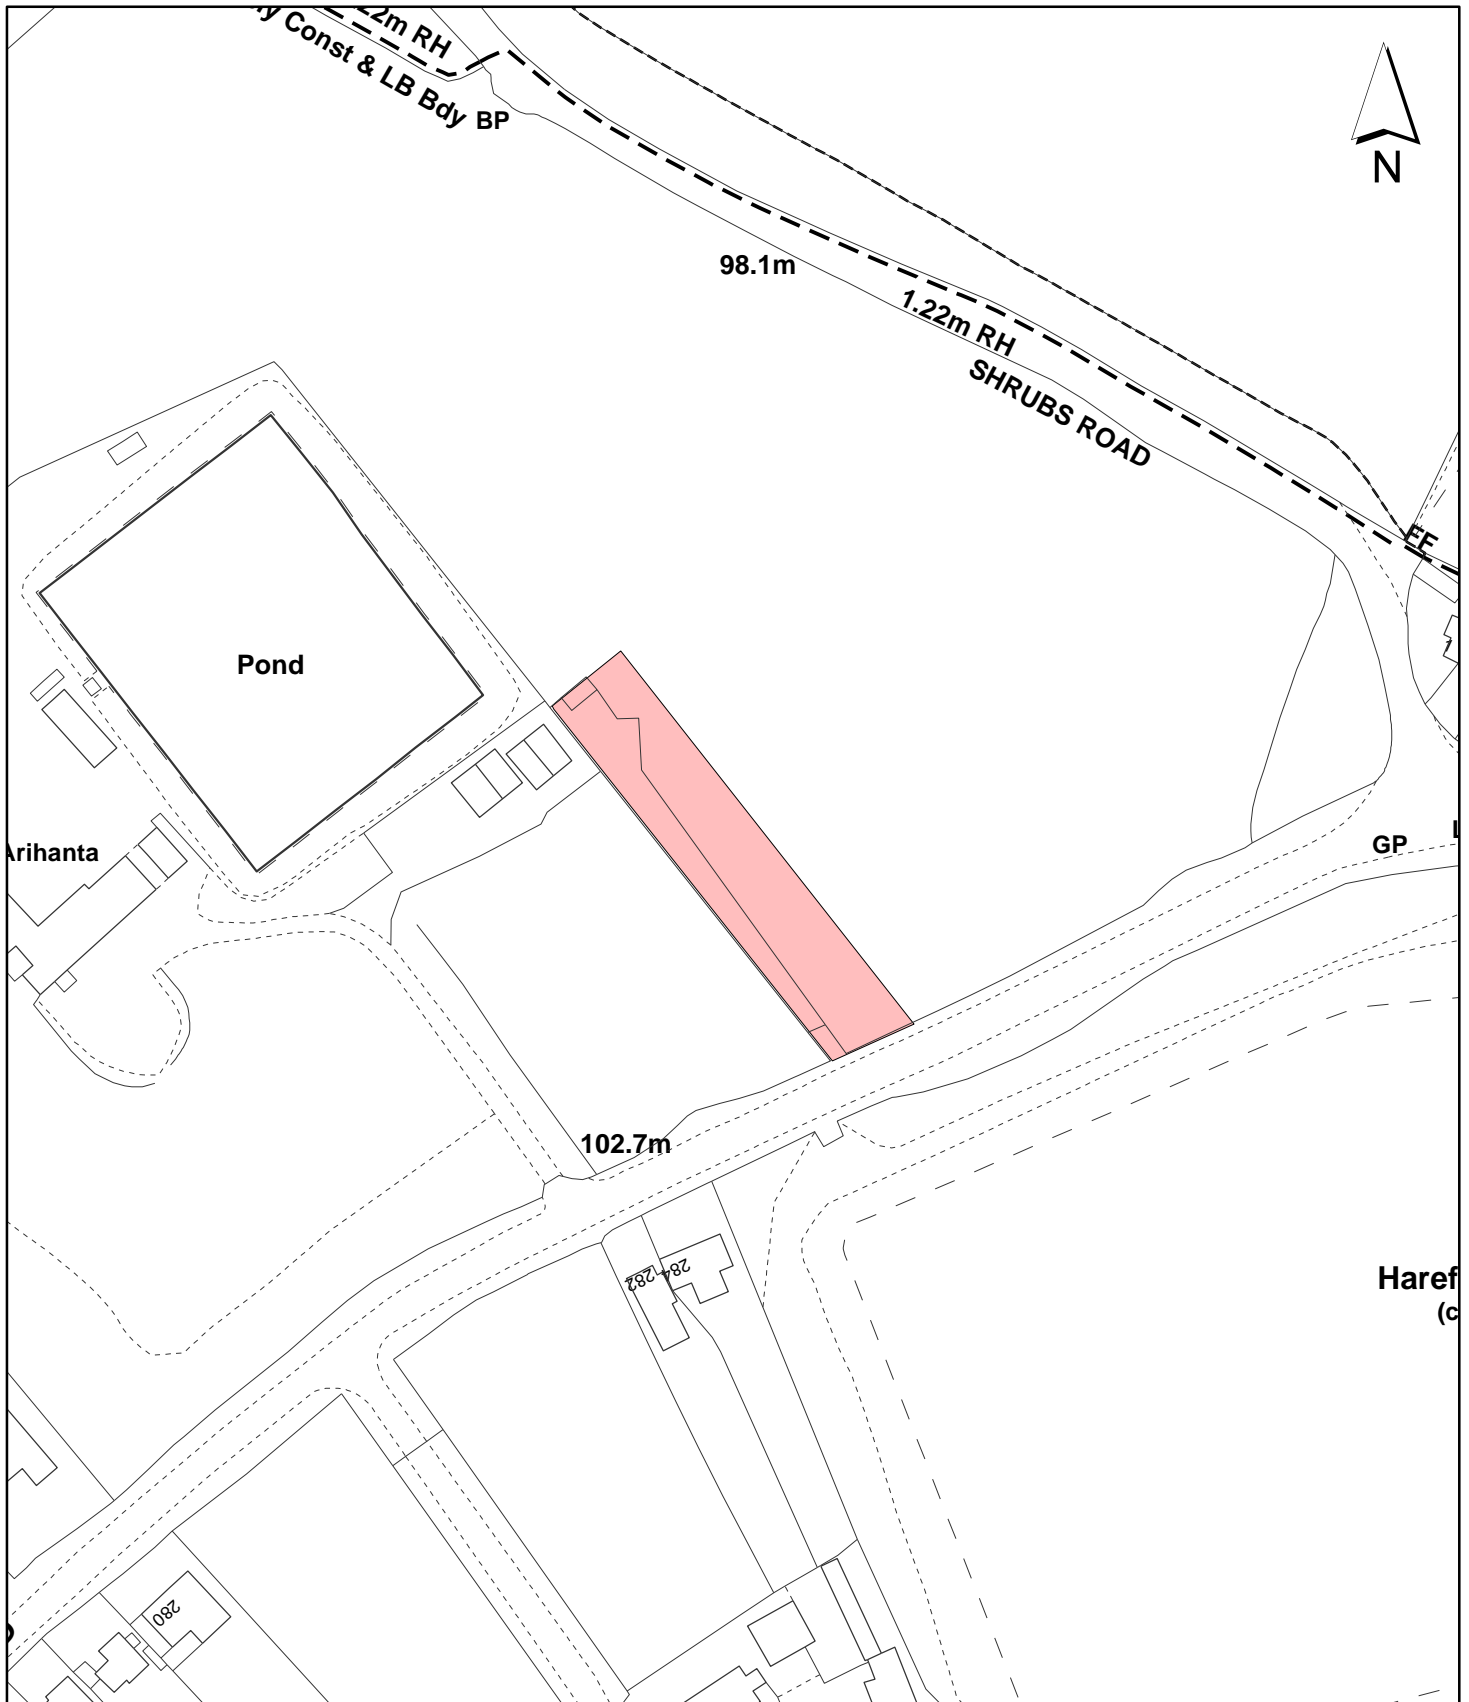 .22m RH
y Const & LB Bdy
BP
N
98.1m
1.22m RH
SHRUBS ROAD
FF
Pond
1
Arihanta
GP
L
102.7m
282
284
Haref
(c
280